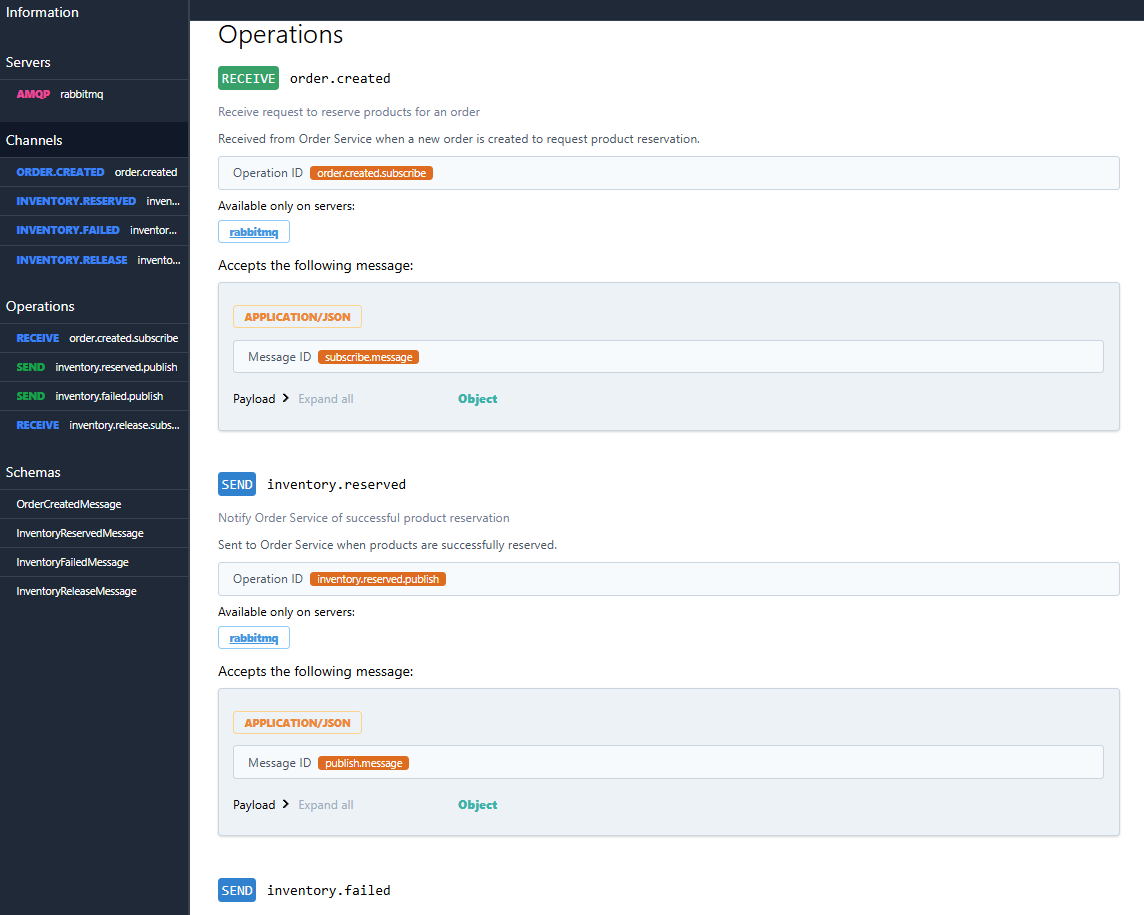 Information
Servers
AMQP rabbitmq
Channels
ORDER.CREATED order.created
INVENTORY.RESERVED inven...
INVENTORY.FAILED inventor...
INVENTORY.RELEASE invento...
Operations
RECEIVE order.created.subscribe
SEND inventory.reserved.publish
SEND inventory.failed.publish
RECEIVE inventory.release.subs...
Schemas
OrderCreatedMessage
InventoryReservedMessage
InventoryFailedMessage
InventoryReleaseMessage
Operations
RECEIVE order.created
Receive request to reserve products for an order
Received from Order Service when a new order is created to request product reservation.
Operation ID order.created.subscribe
Available only on servers:
rabbitmq
Accepts the following message:
APPLICATION/JSON
Message ID subscribe.message
Payload Expand all Object
SEND inventory.reserved
Notify Order Service of successful product reservation
Sent to Order Service when products are successfully reserved.
Operation ID inventory.reserved.publish
Available only on servers:
rabbitmq
Accepts the following message:
APPLICATION/JSON
Message ID publish.message
Payload Expand all Object
SEND inventory.failed